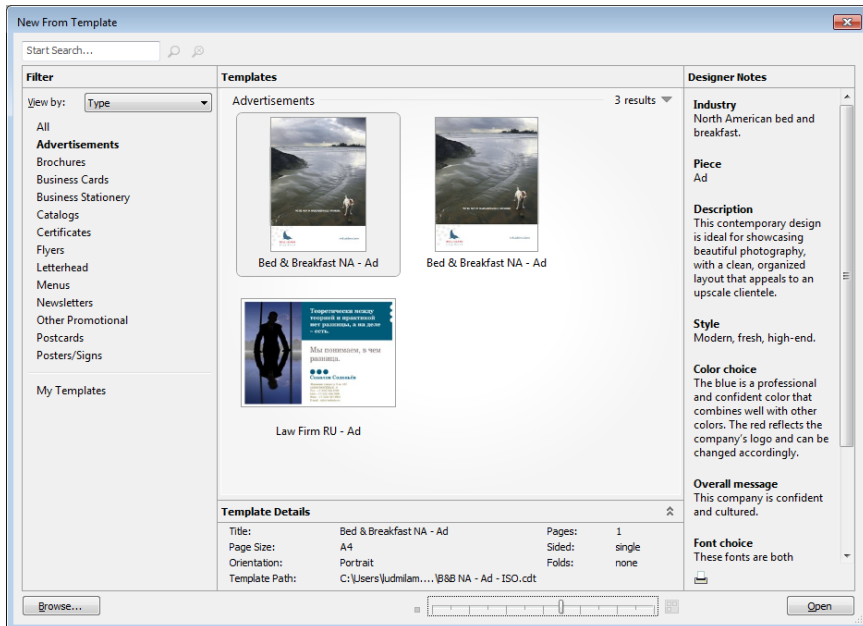 New From Template
Start Search...
Filter
View by:
Type
All
Advertisements
Brochures
Business Cards
Business Stationery
Catalogs
Certificates
Flyers
Letterhead
Menus
Newsletters
Other Promotional
Postcards
Posters/Signs
My Templates
Templates
Advertisements
3 results
Bed & Breakfast NA - Ad
Bed & Breakfast NA - Ad
Теоретически между
теорией и практикой
нет разницы, а на деле
- есть.
Мы понимаем, в чем
разница.
Law Firm RU - Ad
Template Details
Title: Bed & Breakfast NA - Ad Pages: 1
Page Size: A4 Sided: single
Orientation: Portrait Folds: none
Template Path: C:\Users\ludmilam....\B&B NA - Ad - ISO.cdt
Designer Notes
Industry
North American bed and
breakfast.
Piece
Ad
Description
This contemporary design
is ideal for showcasing
beautiful photography,
with a clean, organized
layout that appeals to an
upscale clientele.
Style
Modern, fresh, high-end.
Color choice
The blue is a professional
and confident color that
combines well with other
colors. The red reflects the
company's logo and can be
changed accordingly.
Overall message
This company is confident
and cultured.
Font choice
These fonts are both
Browse...
Open